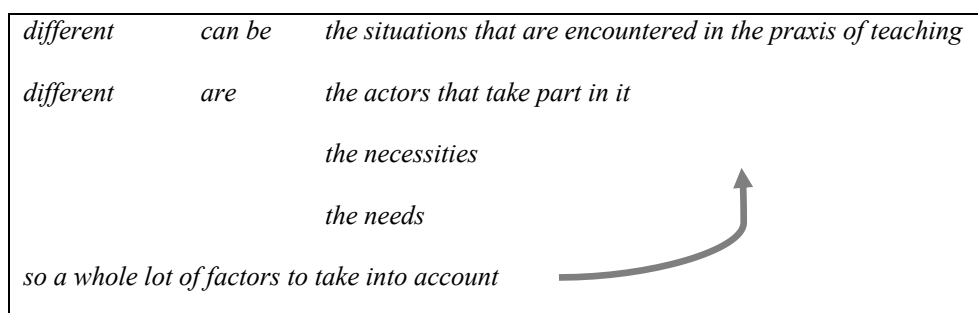 different can be the situations that are encountered in the praxis of teaching
different are the actors that take part in it
the necessities
the needs
so a whole lot of factors to take into account